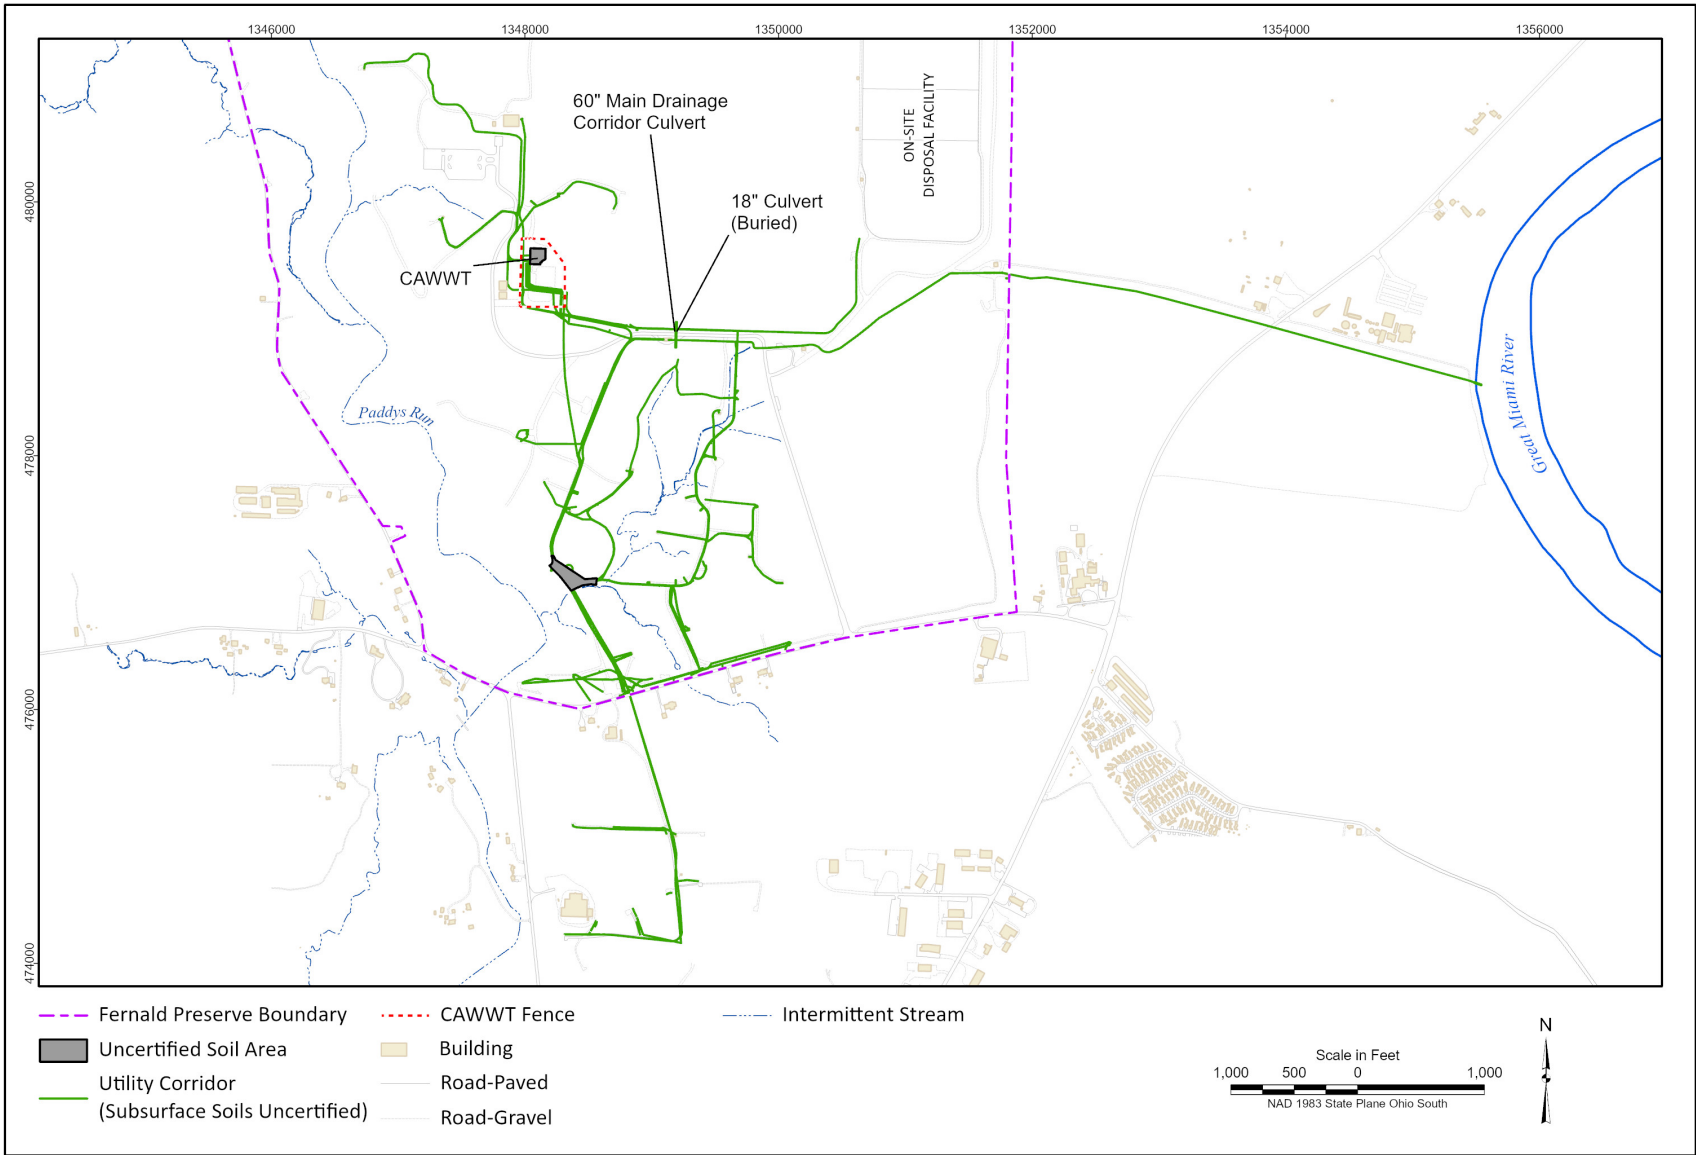 1346000
1348000
1350000
1352000
1354000
1356000
480000
478000
476000
474000
60" Main Drainage
Corridor Culvert
18" Culvert
(Buried)
ON-SITE
DISPOSAL FACILITY
CAWWT
Paddys Run
Great Miami River
Fernald Preserve Boundary
Uncertified Soil Area
Utility Corridor
(Subsurface Soils Uncertified)
CAWWT Fence
Building
Road-Paved
Road-Gravel
Intermittent Stream
Scale in Feet
1,000 500 0 1,000
NAD 1983 State Plane Ohio South
N